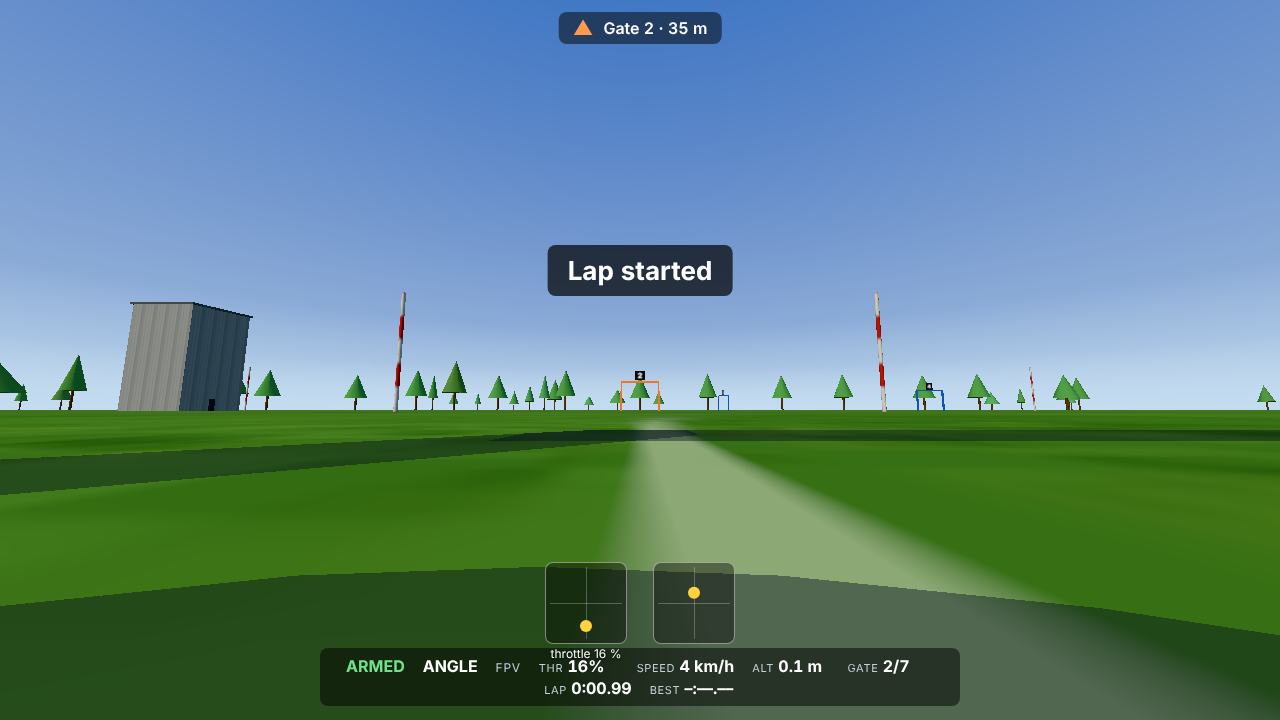 Gate 2 · 35 m
Lap started
2
throttle 16 %
ARMED ANGLE FPV THR 16% SPEED 4 km/h ALT 0.1 m GATE 2/7
LAP 0:00.99 BEST –:––.––